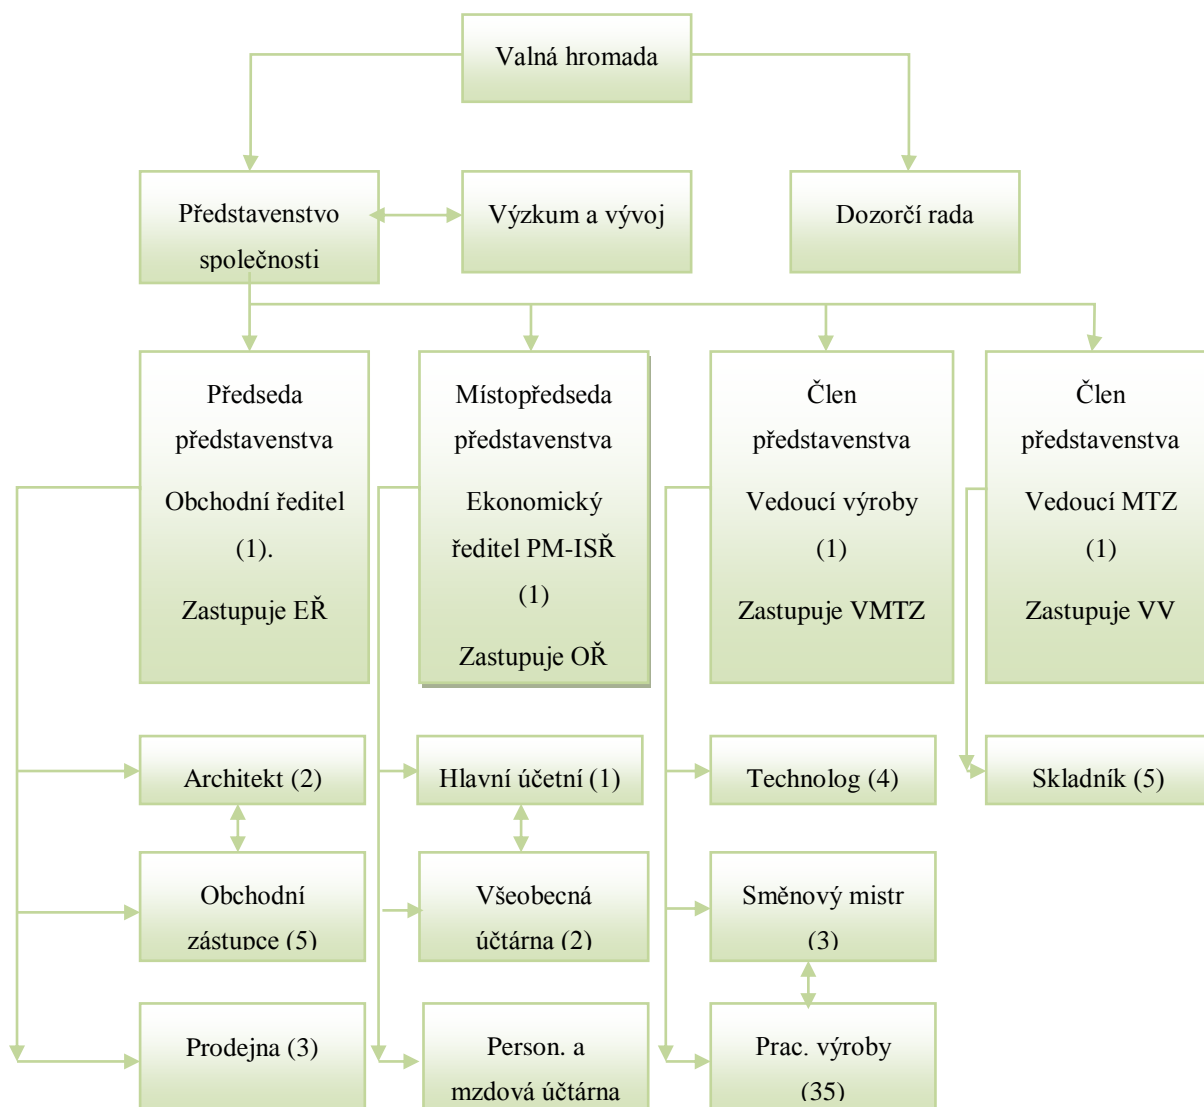 Valná hromada
Představenstvo
společnosti
Výzkum a vývoj
Dozorčí rada
Předseda
představenstva
Obchodní ředitel
(1).
Zastupuje EŘ
Místopředseda
představenstva
Ekonomický
ředitel PM-ISŘ
(1)
Zastupuje OŘ
Člen
představenstva
Vedoucí výroby
(1)
Zastupuje VMTZ
Člen
představenstva
Vedoucí MTZ
(1)
Zastupuje VV
Architekt (2)
Hlavní účetní (1)
Technolog (4)
Skladník (5)
Obchodní
zástupce (5)
Všeobecná
účtárna (2)
Směnový mistr
(3)
Prodejna (3)
Person. a
mzdová účtárna
Prac. výroby
(35)